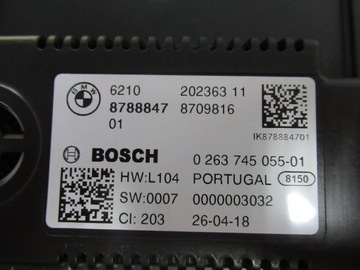 BMW
6210 202363 11
8788847 8709816
01
IK878884701
BOSCH 0 263 745 055-01
HW:L104 PORTUGAL 8150
SW:0007 0000003032
CI: 203 26-04-18